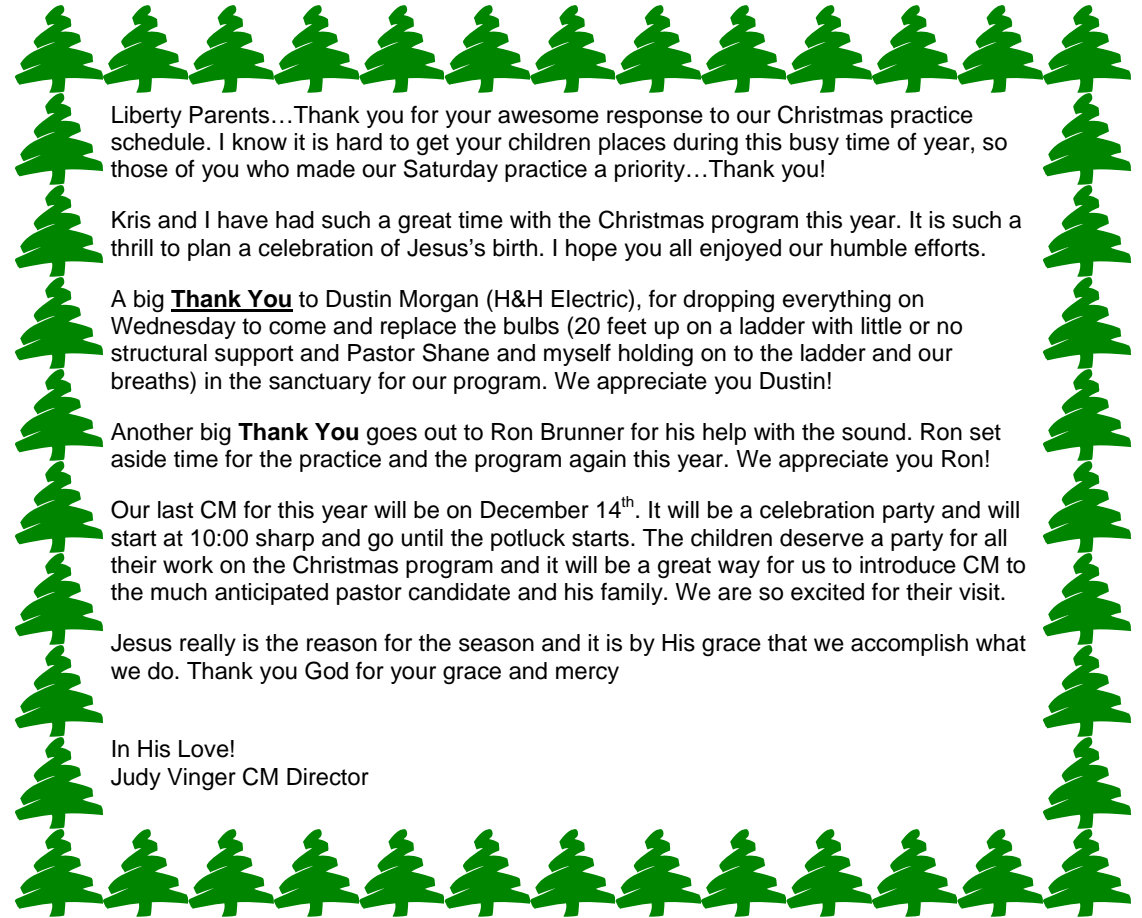 Liberty Parents…Thank you for your awesome response to our Christmas practice
schedule. I know it is hard to get your children places during this busy time of year, so
those of you who made our Saturday practice a priority…Thank you!
Kris and I have had such a great time with the Christmas program this year. It is such a
thrill to plan a celebration of Jesus’s birth. I hope you all enjoyed our humble efforts.
A big Thank You to Dustin Morgan (H&H Electric), for dropping everything on
Wednesday to come and replace the bulbs (20 feet up on a ladder with little or no
structural support and Pastor Shane and myself holding on to the ladder and our
breaths) in the sanctuary for our program. We appreciate you Dustin!
Another big Thank You goes out to Ron Brunner for his help with the sound. Ron set
aside time for the practice and the program again this year. We appreciate you Ron!
Our last CM for this year will be on December 14th. It will be a celebration party and will
start at 10:00 sharp and go until the potluck starts. The children deserve a party for all
their work on the Christmas program and it will be a great way for us to introduce CM to
the much anticipated pastor candidate and his family. We are so excited for their visit.
Jesus really is the reason for the season and it is by His grace that we accomplish what
we do. Thank you God for your grace and mercy
In His Love!
Judy Vinger CM Director